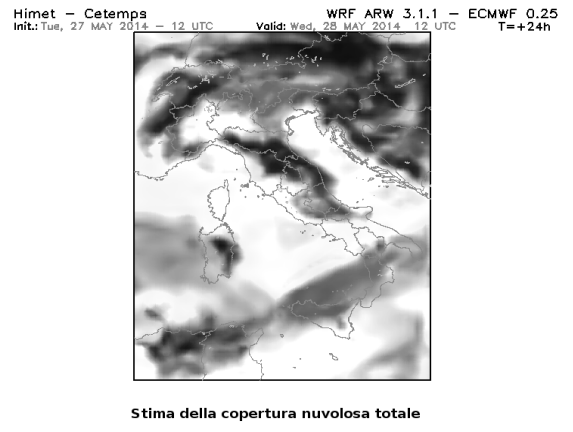 Himet – Cetemps WRF ARW 3.1.1 – ECMWF 0.25
Init.: Tue, 27 MAY 2014 – 12 UTC Valid: Wed, 28 MAY 2014 12 UTC T=+24h
Stima della copertura nuvolosa totale